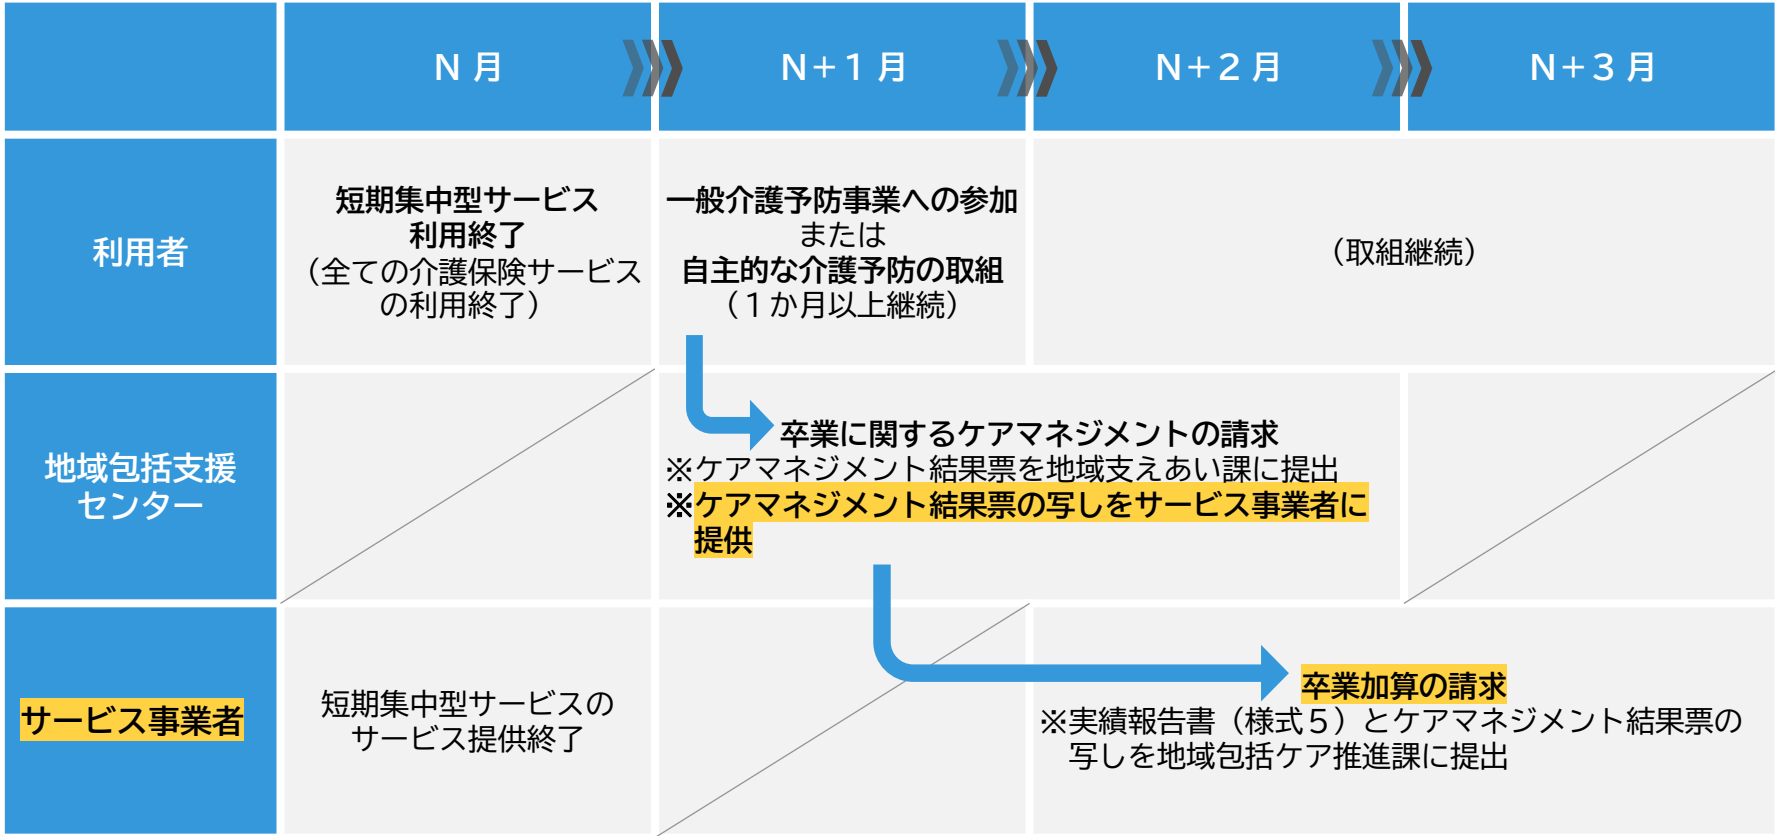 N 月
N+1 月
N+2 月
N+3 月
利用者
短期集中型サービス
利用終了
（全ての介護保険サービス
の利用終了）
一般介護予防事業への参加
または
自主的な介護予防の取組
（１か月以上継続）
（取組継続）
地域包括支援
センター
卒業に関するケアマネジメントの請求
※ケアマネジメント結果票を地域支えあい課に提出
※ケアマネジメント結果票の写しをサービス事業者に
提供
サービス事業者
短期集中型サービスの
サービス提供終了
卒業加算の請求
※実績報告書（様式５）とケアマネジメント結果票の
写しを地域包括ケア推進課に提出